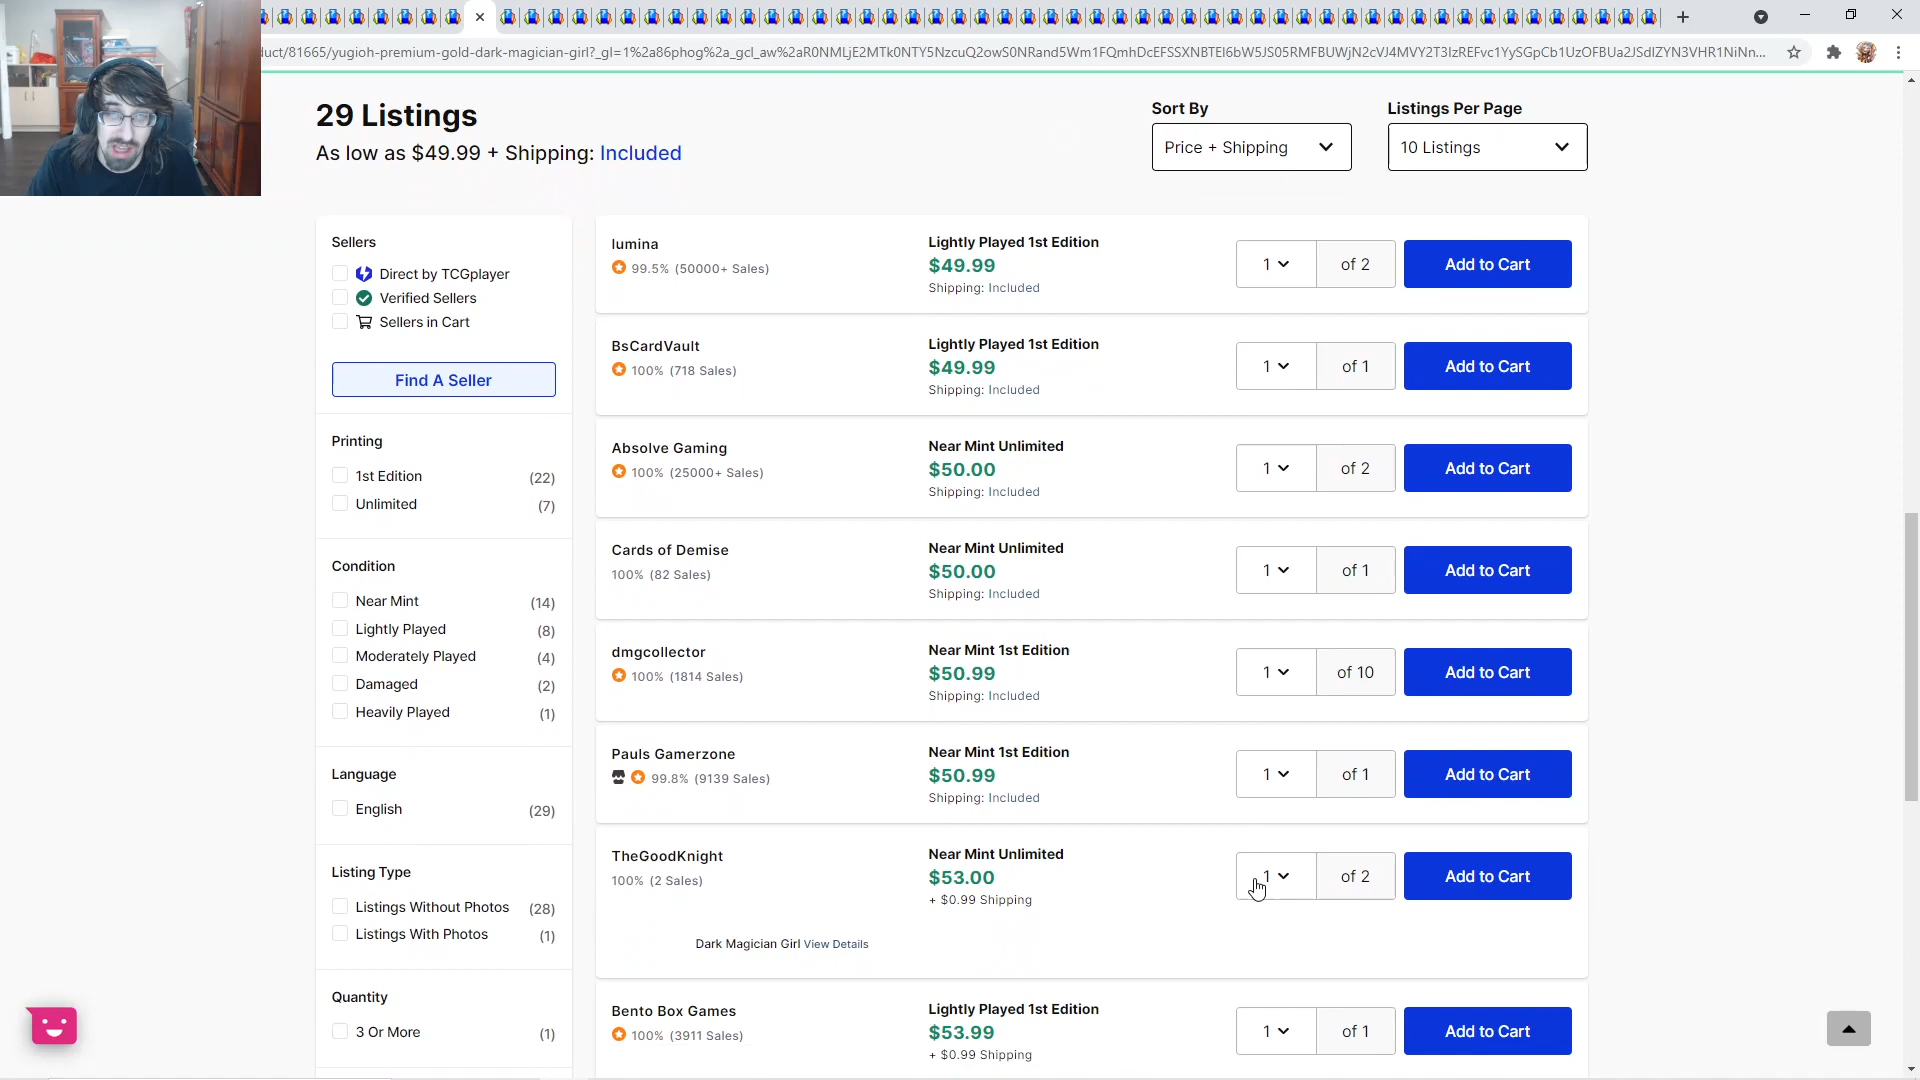 duct/81665/yugioh-premium-gold-dark-magician-girl?_gl=1%2a86phog%2a_gcl_aw%2aR0NMLjE2MTk0NTY5NzcuQ2owS0NRand5Wm1FQmhDcEFSSXNBTEI6bW5JS05RMFBUWjN2cVJ4MVY2T3IzREFvc1YySGpCb1UzOFBUa2JSdlZYN3VHR1NiNn...
29 Listings
As low as $49.99 + Shipping: Included
Sort By
Price + Shipping
Listings Per Page
10 Listings
Sellers
Direct by TCGplayer
Verified Sellers
Sellers in Cart
Find A Seller
Printing
1st Edition (22)
Unlimited (7)
Condition
Near Mint (14)
Lightly Played (8)
Moderately Played (4)
Damaged (2)
Heavily Played (1)
Language
English (29)
Listing Type
Listings Without Photos (28)
Listings With Photos (1)
Quantity
3 Or More (1)
lumina
99.5% (50000+ Sales)
Lightly Played 1st Edition
$49.99
Shipping: Included
1 of 2 Add to Cart
BsCardVault
100% (718 Sales)
Lightly Played 1st Edition
$49.99
Shipping: Included
1 of 1 Add to Cart
Absolve Gaming
100% (25000+ Sales)
Near Mint Unlimited
$50.00
Shipping: Included
1 of 2 Add to Cart
Cards of Demise
100% (82 Sales)
Near Mint Unlimited
$50.00
Shipping: Included
1 of 1 Add to Cart
dmgcollector
100% (1814 Sales)
Near Mint 1st Edition
$50.99
Shipping: Included
1 of 10 Add to Cart
Pauls Gamerzone
99.8% (9139 Sales)
Near Mint 1st Edition
$50.99
Shipping: Included
1 of 1 Add to Cart
TheGoodKnight
100% (2 Sales)
Near Mint Unlimited
$53.00
+ $0.99 Shipping
1 of 2 Add to Cart
Dark Magician Girl View Details
Bento Box Games
100% (3911 Sales)
Lightly Played 1st Edition
$53.99
+ $0.99 Shipping
1 of 1 Add to Cart